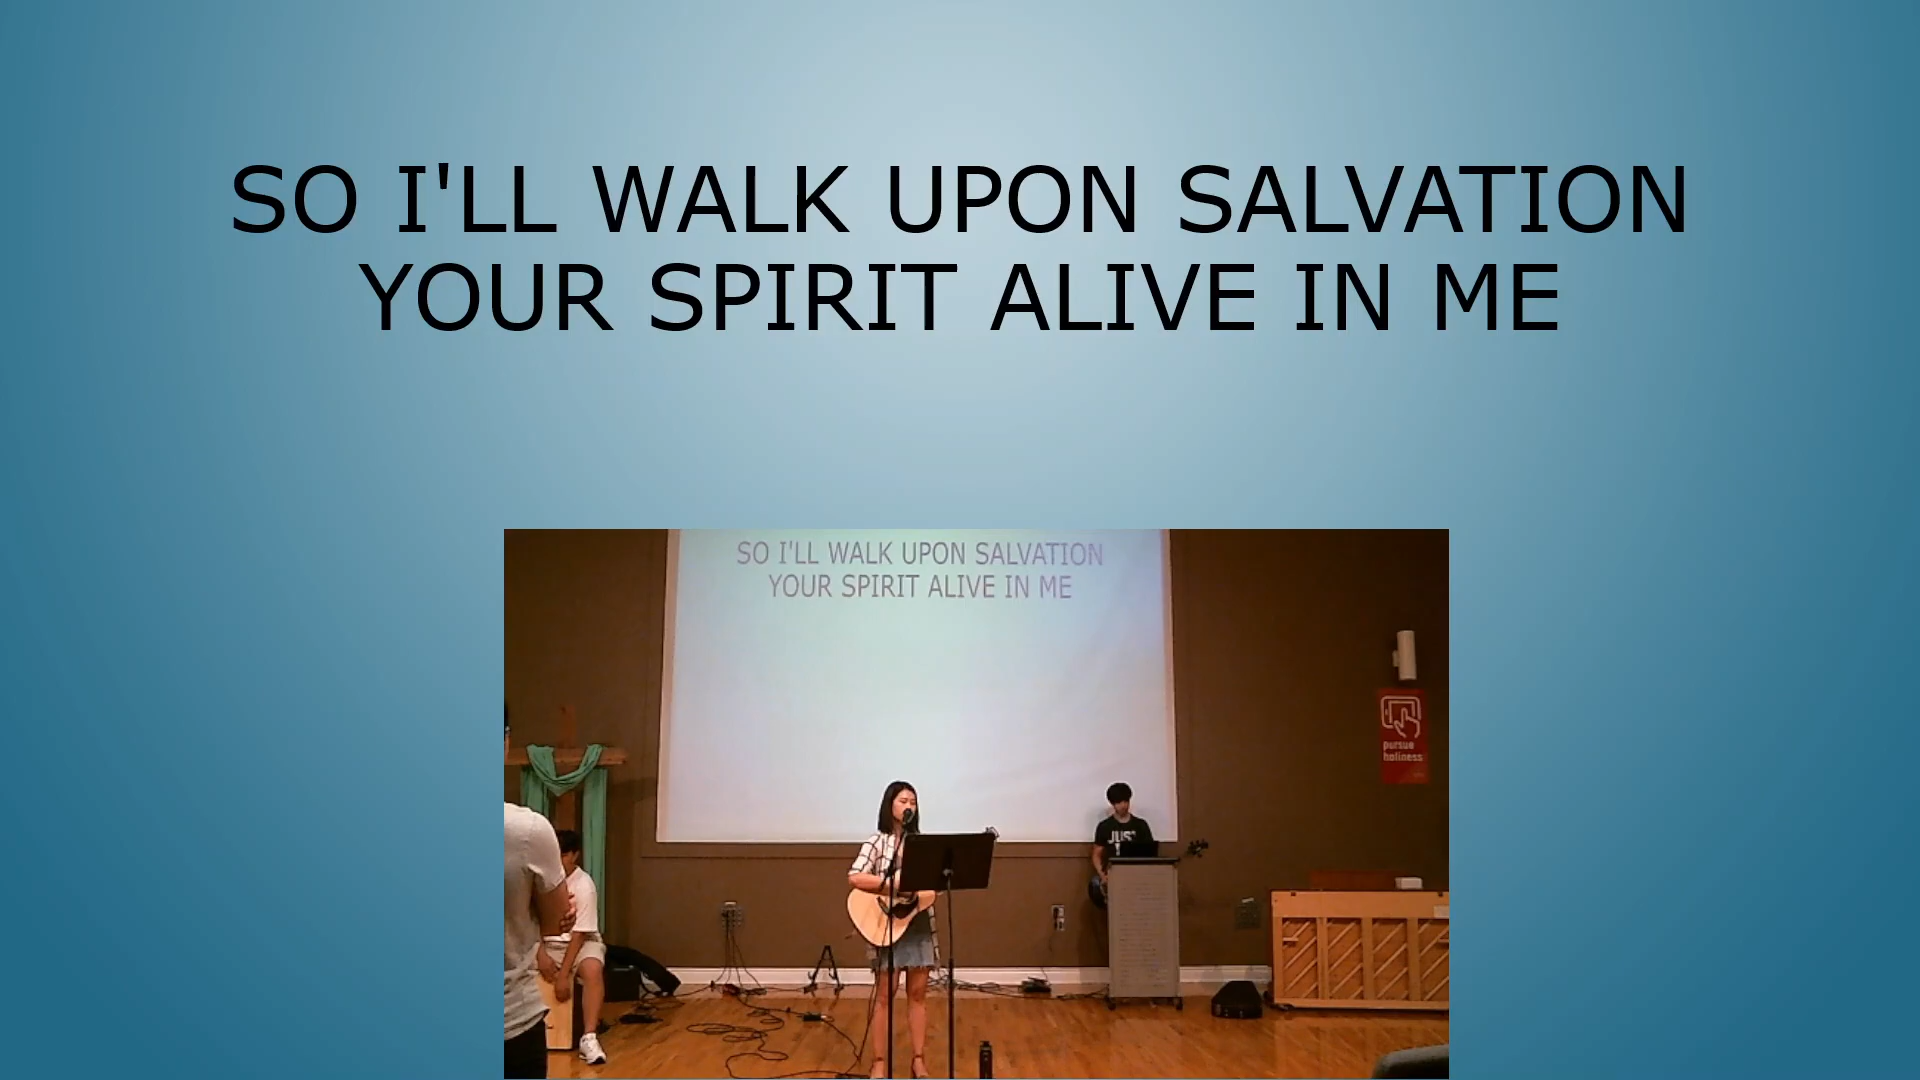 SO I'LL WALK UPON SALVATION
YOUR SPIRIT ALIVE IN ME
SO I'LL WALK UPON SALVATION
YOUR SPIRIT ALIVE IN ME
JUST
pursue
holiness